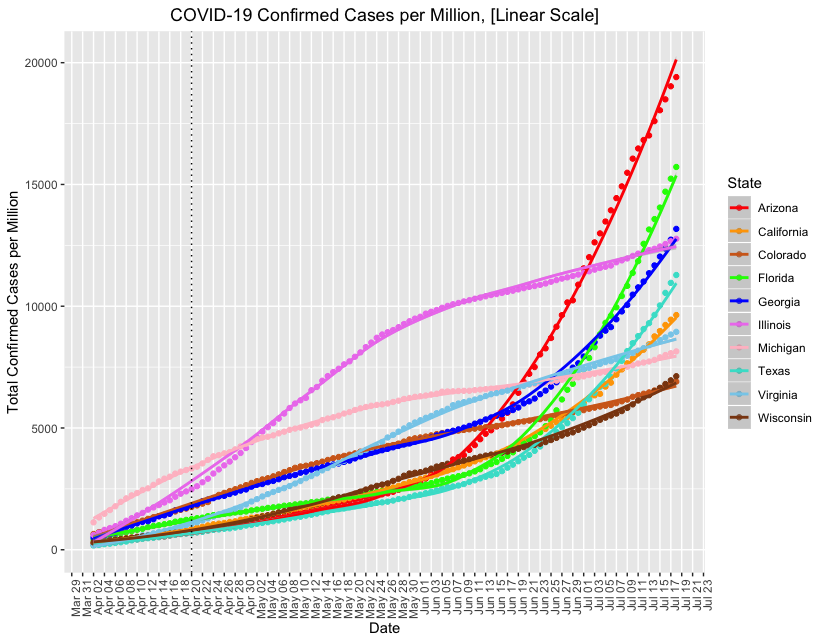 COVID-19 Confirmed Cases per Million, [Linear Scale]
Total Confirmed Cases per Million
20000
15000
10000
5000
0
Mar 29
Mar 31
Apr 02
Apr 04
Apr 06
Apr 08
Apr 10
Apr 12
Apr 14
Apr 16
Apr 18
Apr 20
Apr 22
Apr 24
Apr 26
Apr 28
Apr 30
May 02
May 04
May 06
May 08
May 10
May 12
May 14
May 16
May 18
May 20
May 22
May 24
May 26
May 28
May 30
Jun 01
Jun 03
Jun 05
Jun 07
Jun 09
Jun 11
Jun 13
Jun 15
Jun 17
Jun 19
Jun 21
Jun 23
Jun 25
Jun 27
Jun 29
Jul 01
Jul 03
Jul 05
Jul 07
Jul 09
Jul 11
Jul 13
Jul 15
Jul 17
Jul 19
Jul 21
Jul 23
Date
State
Arizona
California
Colorado
Florida
Georgia
Illinois
Michigan
Texas
Virginia
Wisconsin